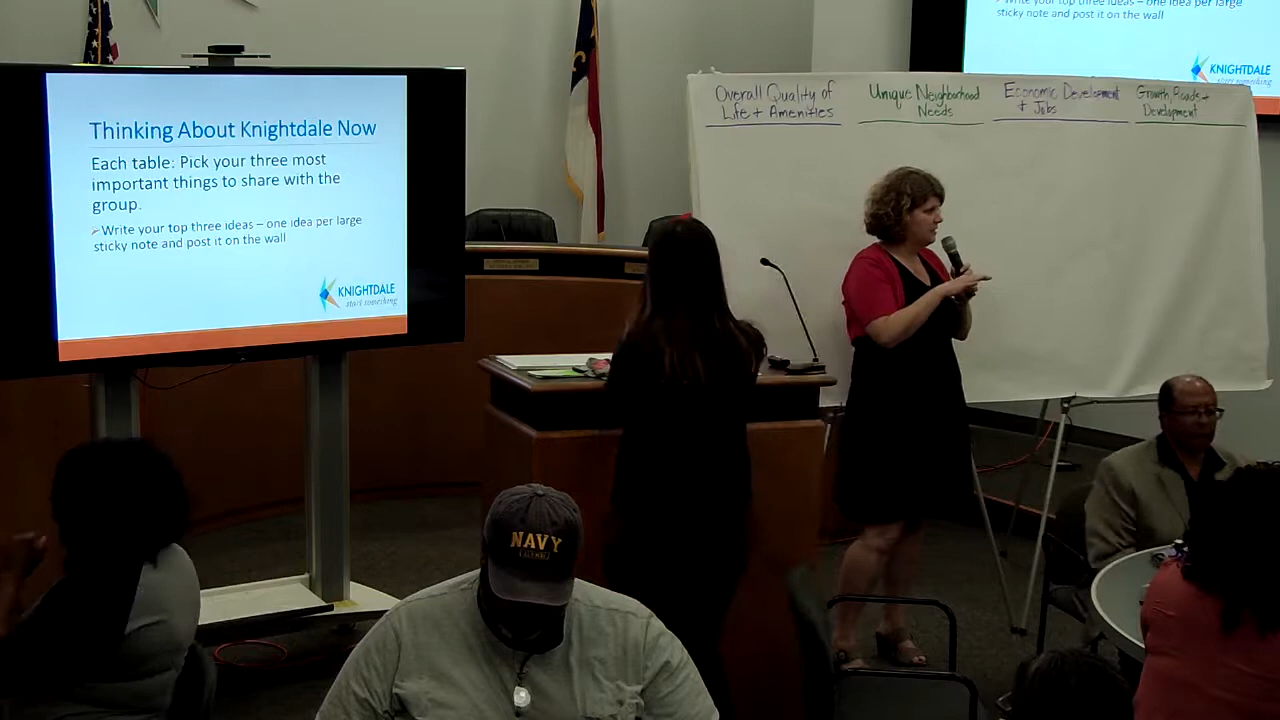 Thinking About Knightdale Now
Each table: Pick your three most
important things to share with the
group.
➢Write your top three ideas – one idea per large
sticky note and post it on the wall
KNIGHTDALE
start something
Write your top three ideas – one idea per large
sticky note and post it on the wall
KNIGHTDALE
start something
Overall Quality of
Life + Amenities
Unique Neighborhood
Needs
Economic Development
+ Jobs
Growth, Roads +
Development
NAVY